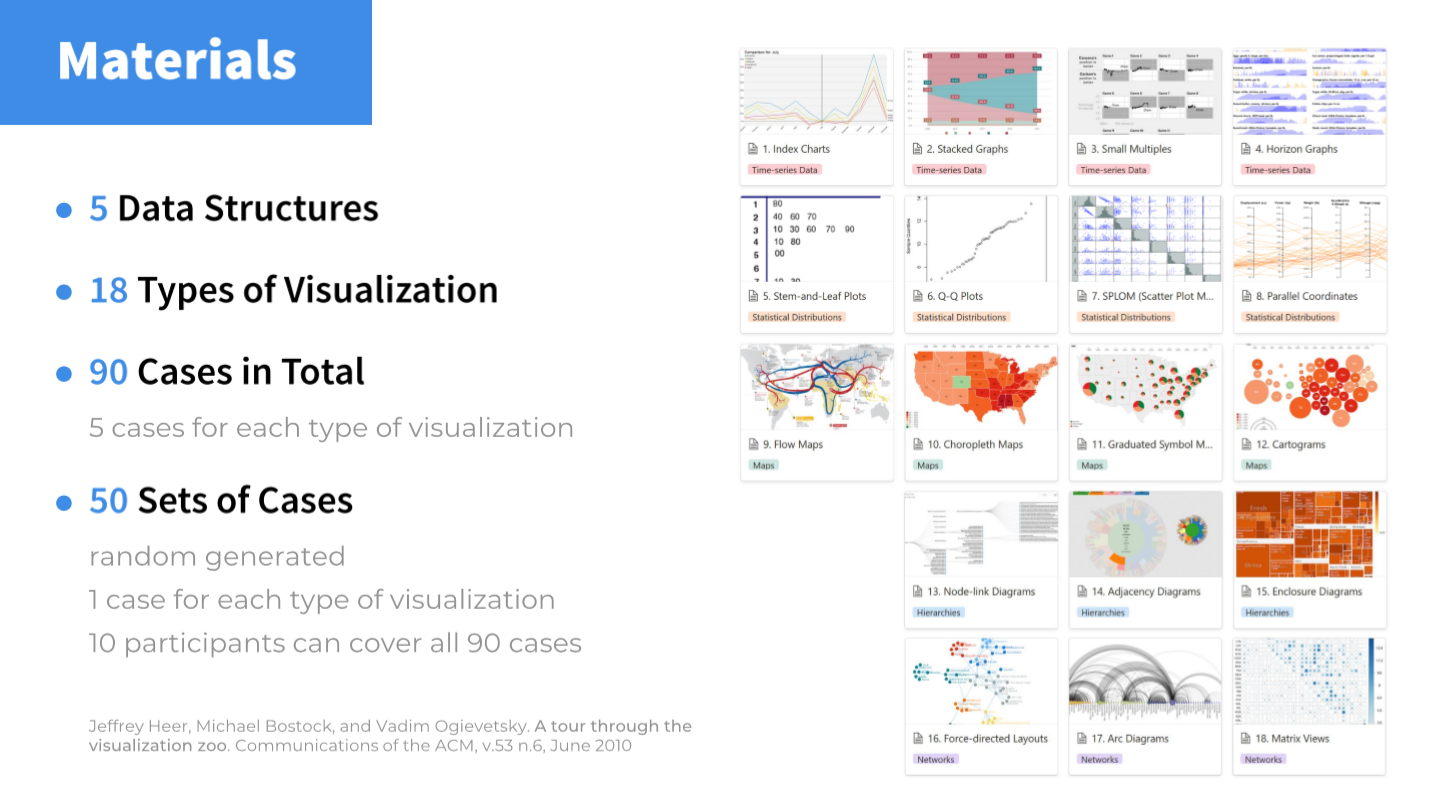 Materials
5 Data Structures
18 Types of Visualization
90 Cases in Total
5 cases for each type of visualization
50 Sets of Cases
random generated
1 case for each type of visualization
10 participants can cover all 90 cases
Jeffrey Heer, Michael Bostock, and Vadim Ogievetsky. A tour through the
visualization zoo. Communications of the ACM, v.53 n.6, June 2010
1. Index Charts
Time-series Data
2. Stacked Graphs
Time-series Data
3. Small Multiples
Time-series Data
4. Horizon Graphs
Time-series Data
1 80
2 40 60 70
3 10 30 60 70 90
4 10 80
5 00
6
5. Stem-and-Leaf Plots
Statistical Distributions
6. Q-Q Plots
Statistical Distributions
7. SPLOM (Scatter Plot M...
Statistical Distributions
8. Parallel Coordinates
Statistical Distributions
9. Flow Maps
Maps
10. Choropleth Maps
Maps
11. Graduated Symbol M...
Maps
12. Cartograms
Maps
13. Node-link Diagrams
Hierarchies
14. Adjacency Diagrams
Hierarchies
15. Enclosure Diagrams
Hierarchies
16. Force-directed Layouts
Networks
17. Arc Diagrams
Networks
18. Matrix Views
Networks